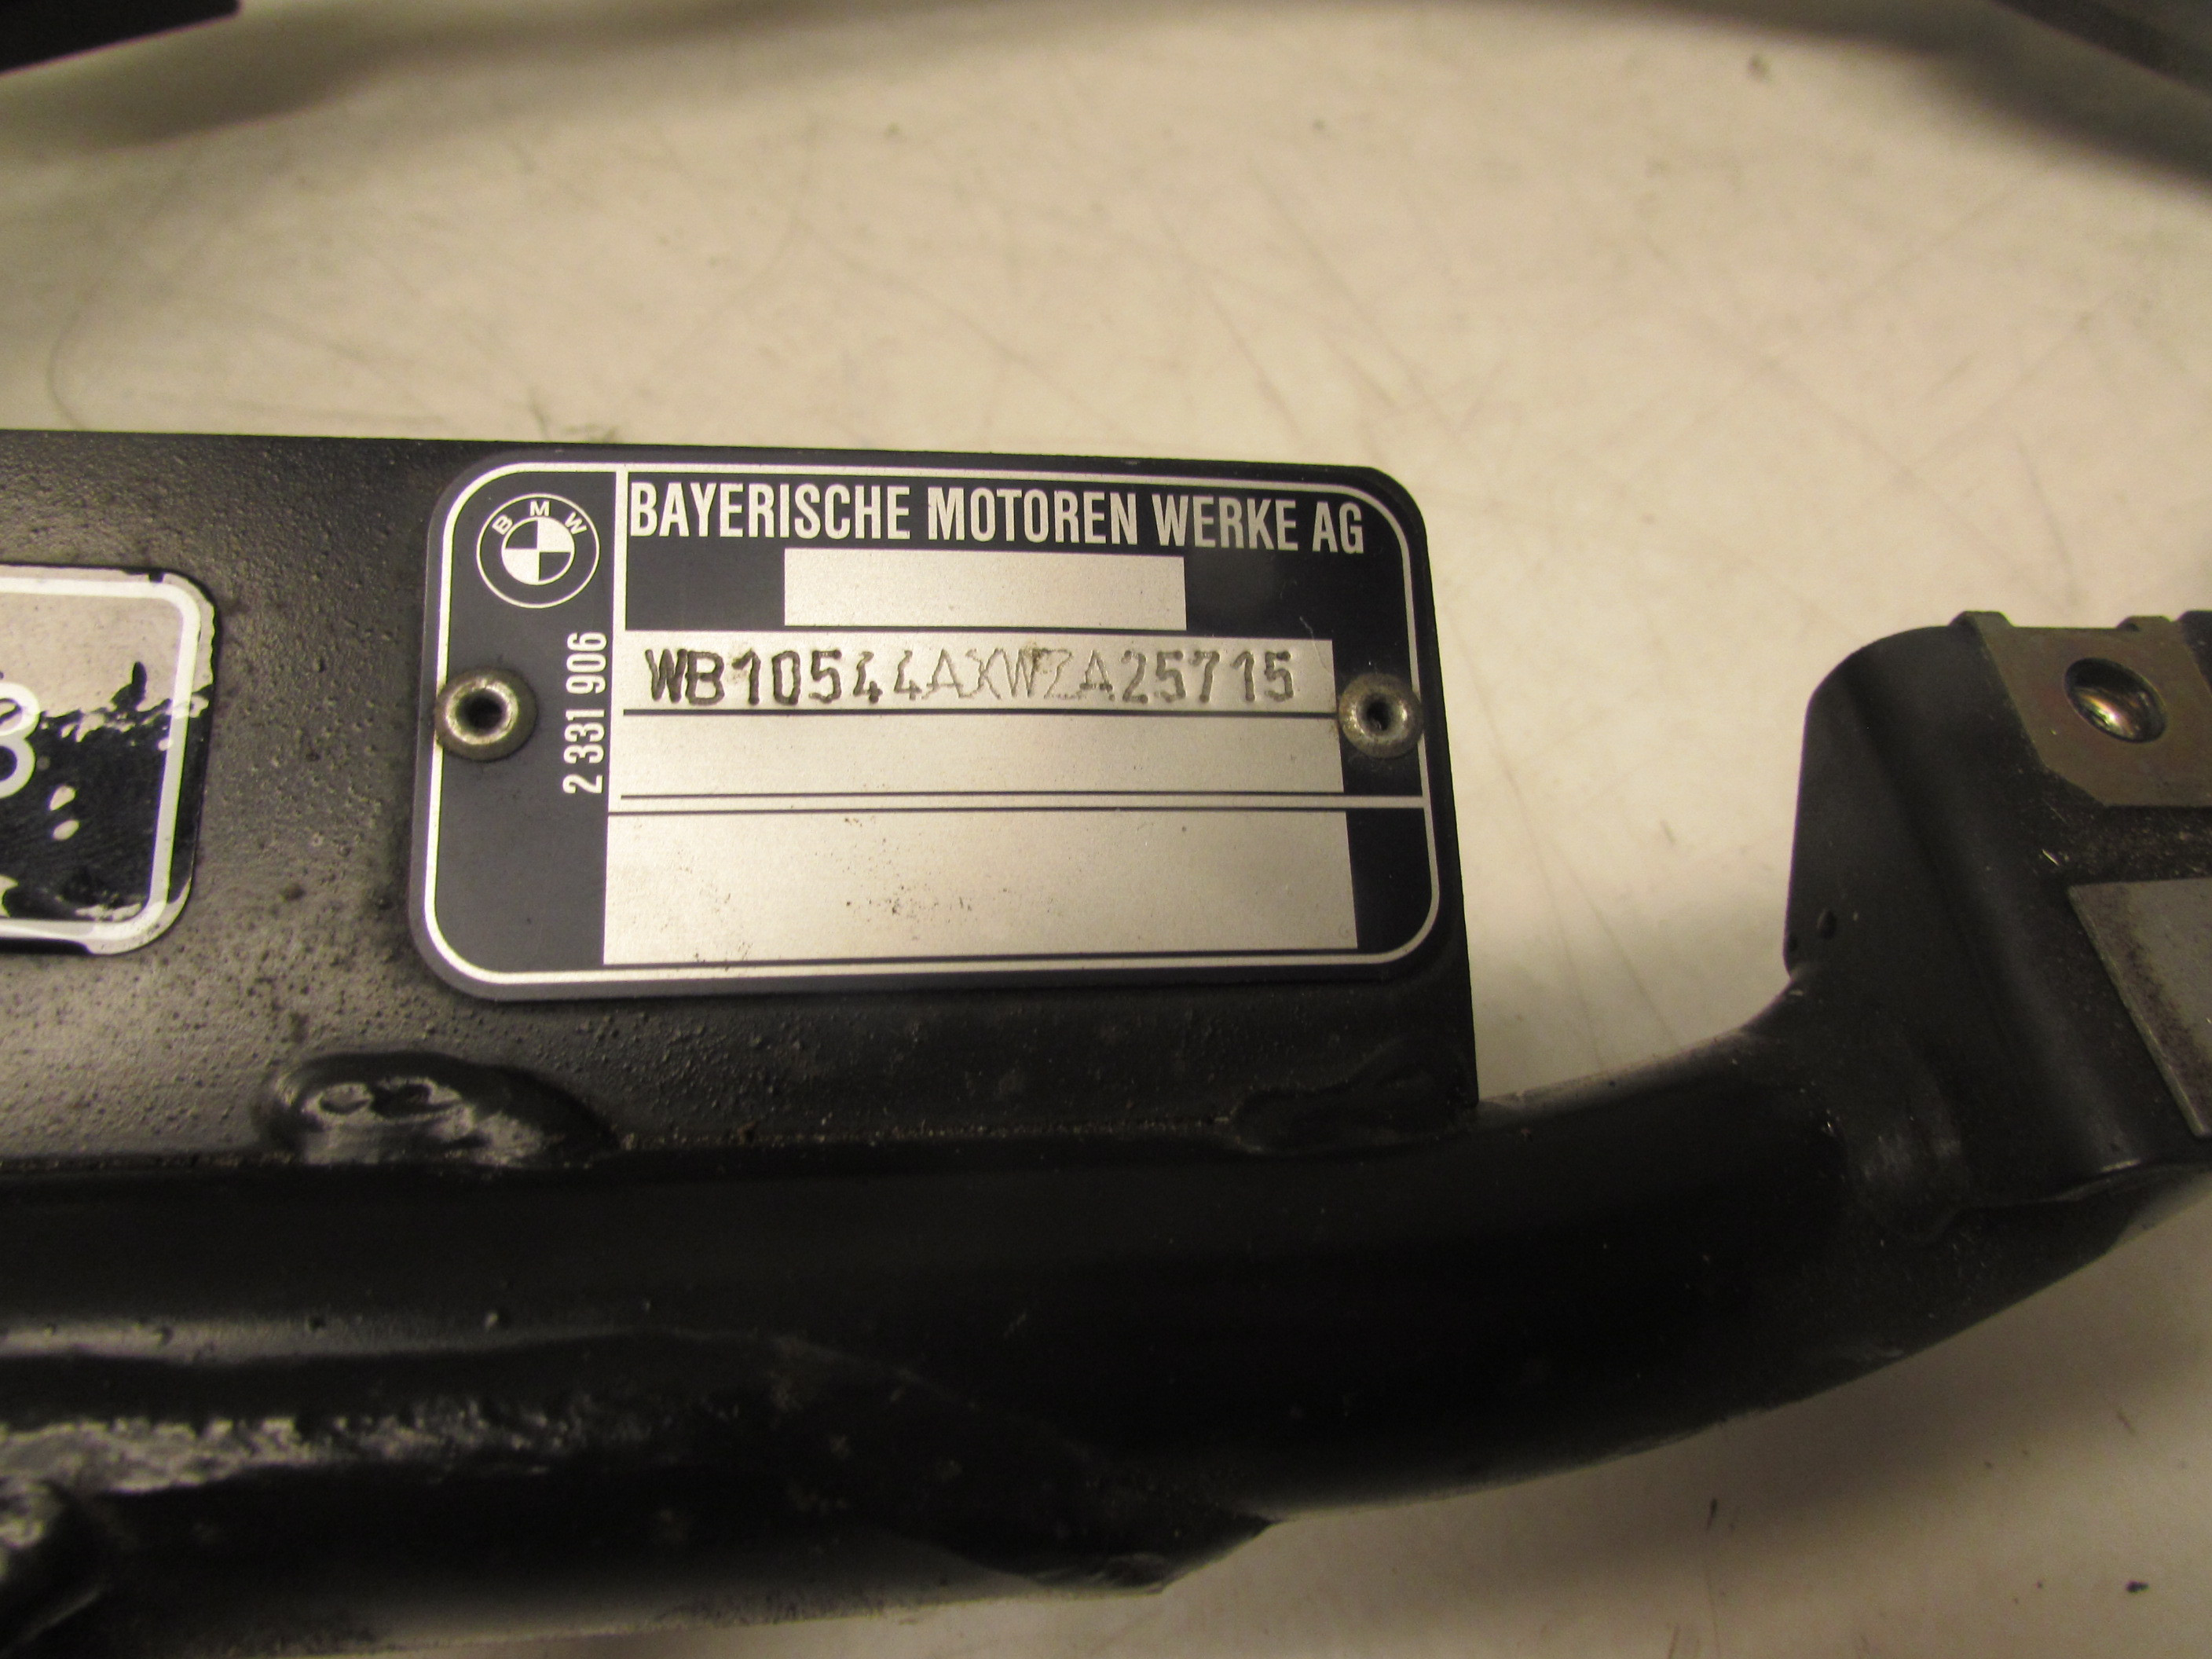 BMW
BAYERISCHE MOTOREN WERKE AG
2 331 906
WB10544AXWZA25715